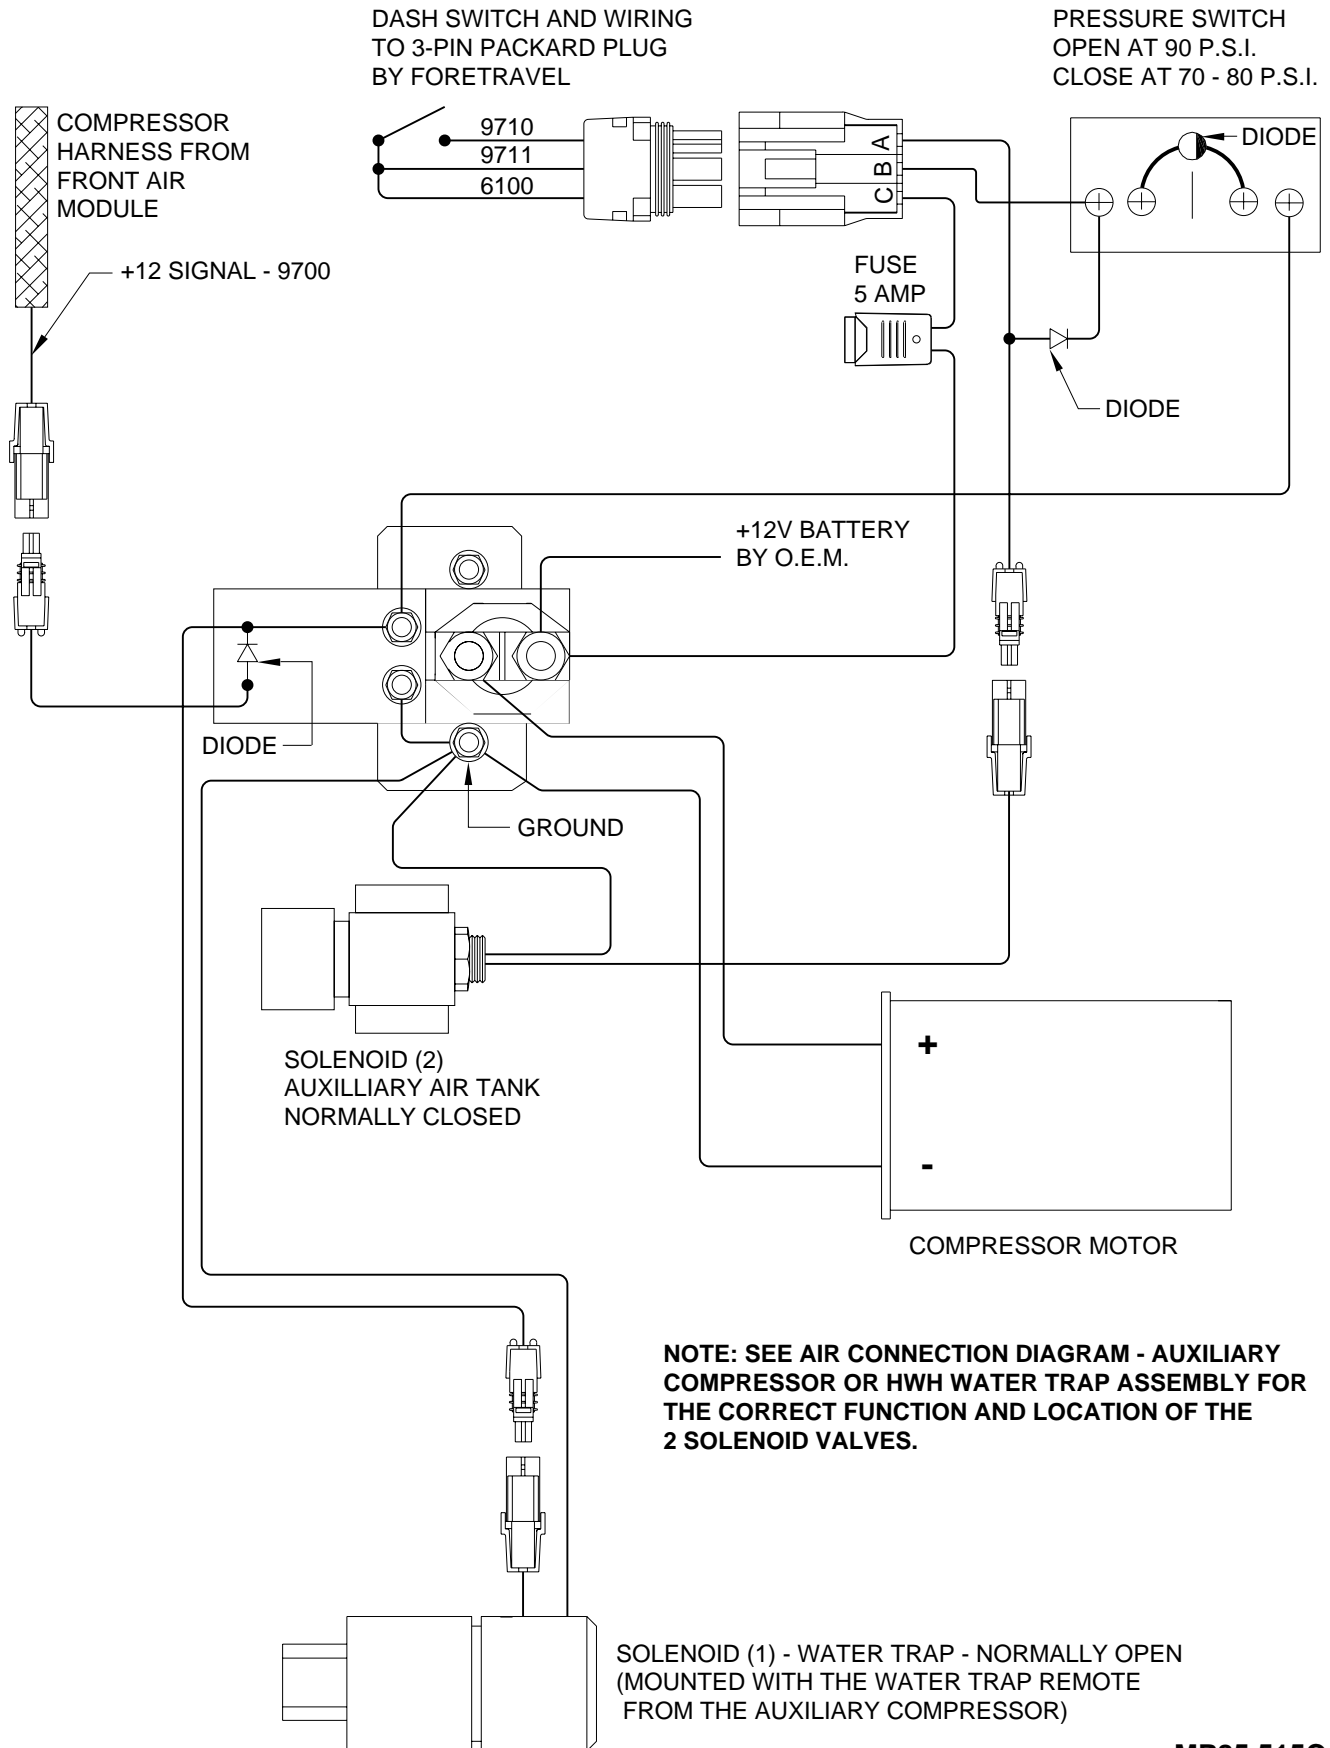 DASH SWITCH AND WIRING
TO 3-PIN PACKARD PLUG
BY FORETRAVEL
PRESSURE SWITCH
OPEN AT 90 P.S.I.
CLOSE AT 70 - 80 P.S.I.
COMPRESSOR
HARNESS FROM
FRONT AIR
MODULE
9710
9711
6100
A
B
C
DIODE
+12 SIGNAL - 9700
FUSE
5 AMP
DIODE
+12V BATTERY
BY O.E.M.
DIODE
GROUND
SOLENOID (2)
AUXILLIARY AIR TANK
NORMALLY CLOSED
+
-
COMPRESSOR MOTOR
NOTE: SEE AIR CONNECTION DIAGRAM - AUXILIARY
COMPRESSOR OR HWH WATER TRAP ASSEMBLY FOR
THE CORRECT FUNCTION AND LOCATION OF THE
2 SOLENOID VALVES.
SOLENOID (1) - WATER TRAP - NORMALLY OPEN
(MOUNTED WITH THE WATER TRAP REMOTE
FROM THE AUXILIARY COMPRESSOR)